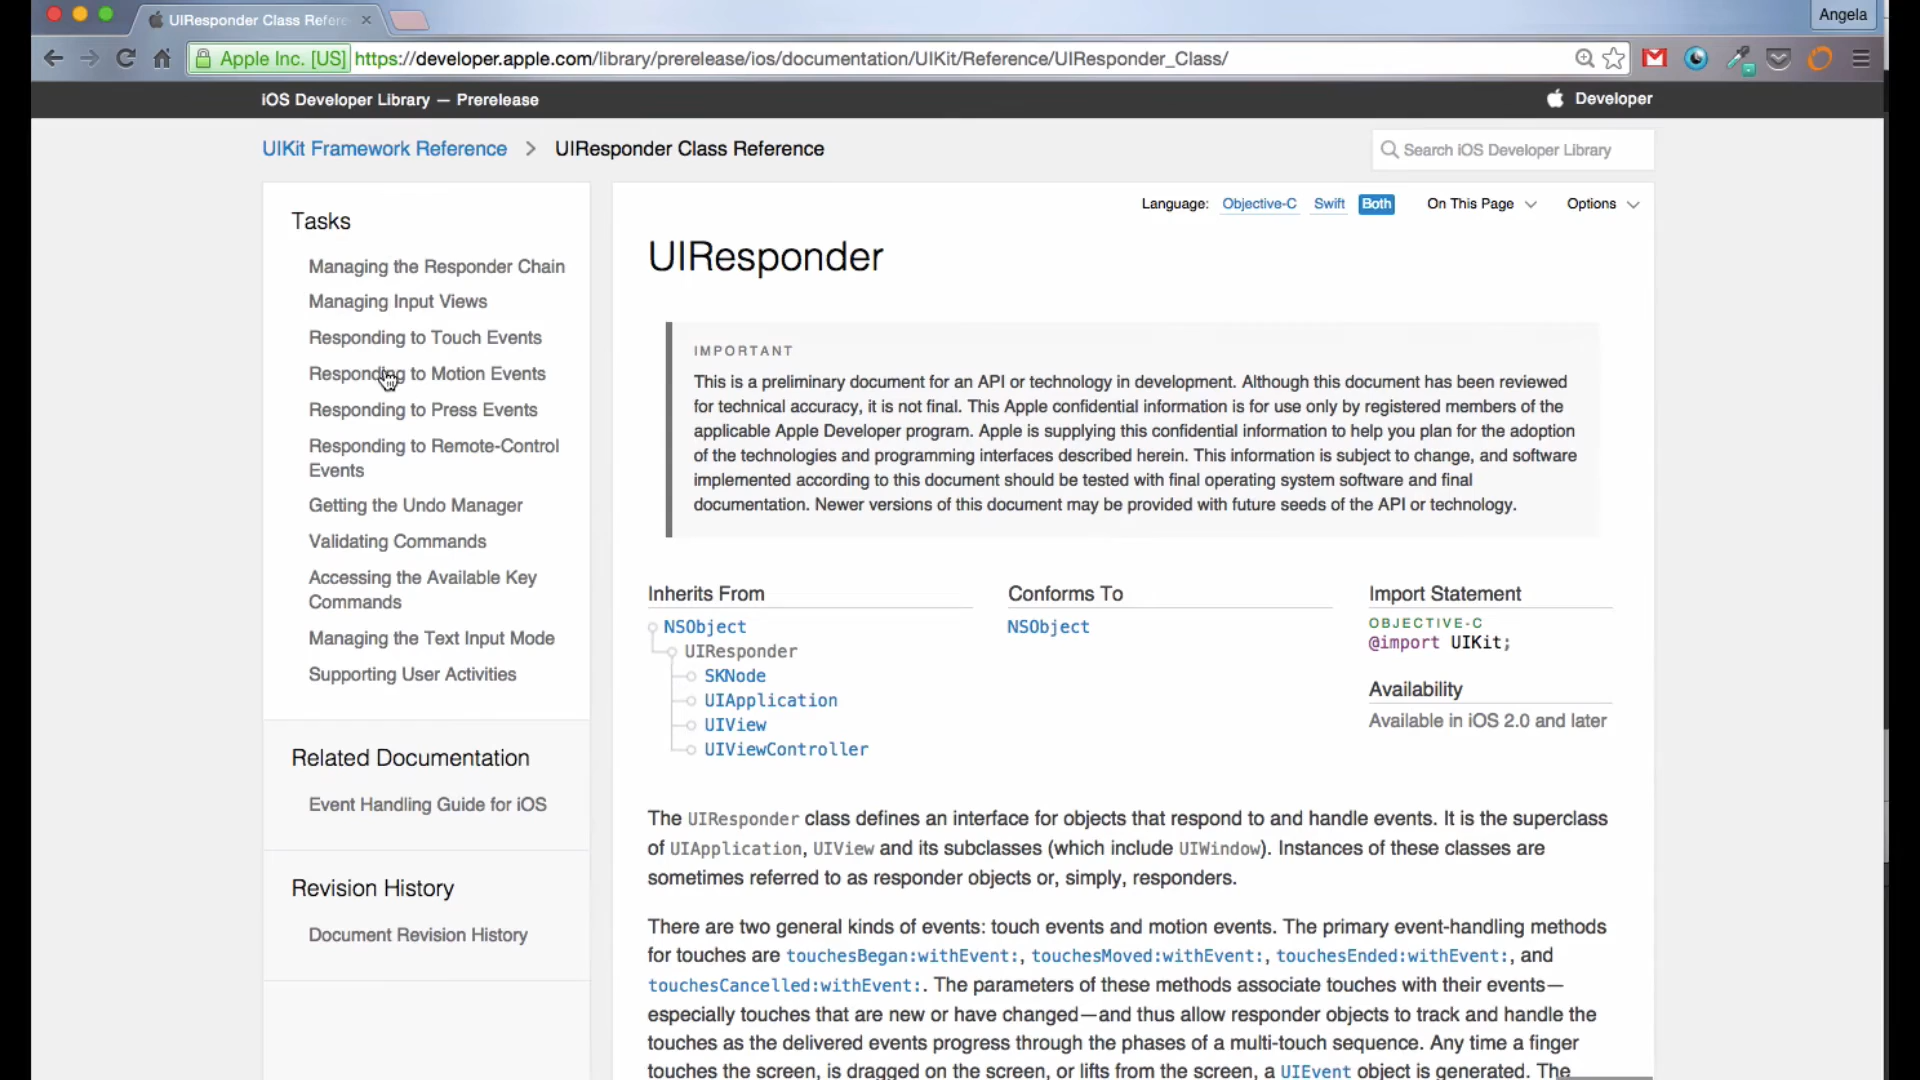 UIResponder Class Refere
Angela
Apple Inc. [US] https://developer.apple.com/library/prerelease/ios/documentation/UIKit/Reference/UIResponder_Class/
iOS Developer Library — Prerelease
Developer
UIKit Framework Reference > UIResponder Class Reference
Search iOS Developer Library
Tasks
Managing the Responder Chain
Managing Input Views
Responding to Touch Events
Responding to Motion Events
Responding to Press Events
Responding to Remote-Control
Events
Getting the Undo Manager
Validating Commands
Accessing the Available Key
Commands
Managing the Text Input Mode
Supporting User Activities
Related Documentation
Event Handling Guide for iOS
Revision History
Document Revision History
Language: Objective-C Swift Both On This Page Options
UIResponder
IMPORTANT
This is a preliminary document for an API or technology in development. Although this document has been reviewed
for technical accuracy, it is not final. This Apple confidential information is for use only by registered members of the
applicable Apple Developer program. Apple is supplying this confidential information to help you plan for the adoption
of the technologies and programming interfaces described herein. This information is subject to change, and software
implemented according to this document should be tested with final operating system software and final
documentation. Newer versions of this document may be provided with future seeds of the API or technology.
Inherits From
NSObject
UIResponder
SKNode
UIApplication
UIView
UIViewController
Conforms To
NSObject
Import Statement
OBJECTIVE-C
@import UIKit;
Availability
Available in iOS 2.0 and later
The UIResponder class defines an interface for objects that respond to and handle events. It is the superclass
of UIApplication, UIView and its subclasses (which include UIWindow). Instances of these classes are
sometimes referred to as responder objects or, simply, responders.
There are two general kinds of events: touch events and motion events. The primary event-handling methods
for touches are touchesBegan:withEvent:, touchesMoved:withEvent:, touchesEnded:withEvent:, and
touchesCancelled:withEvent:. The parameters of these methods associate touches with their events—
especially touches that are new or have changed—and thus allow responder objects to track and handle the
touches as the delivered events progress through the phases of a multi-touch sequence. Any time a finger
touches the screen, is dragged on the screen, or lifts from the screen, a UIEvent object is generated. The